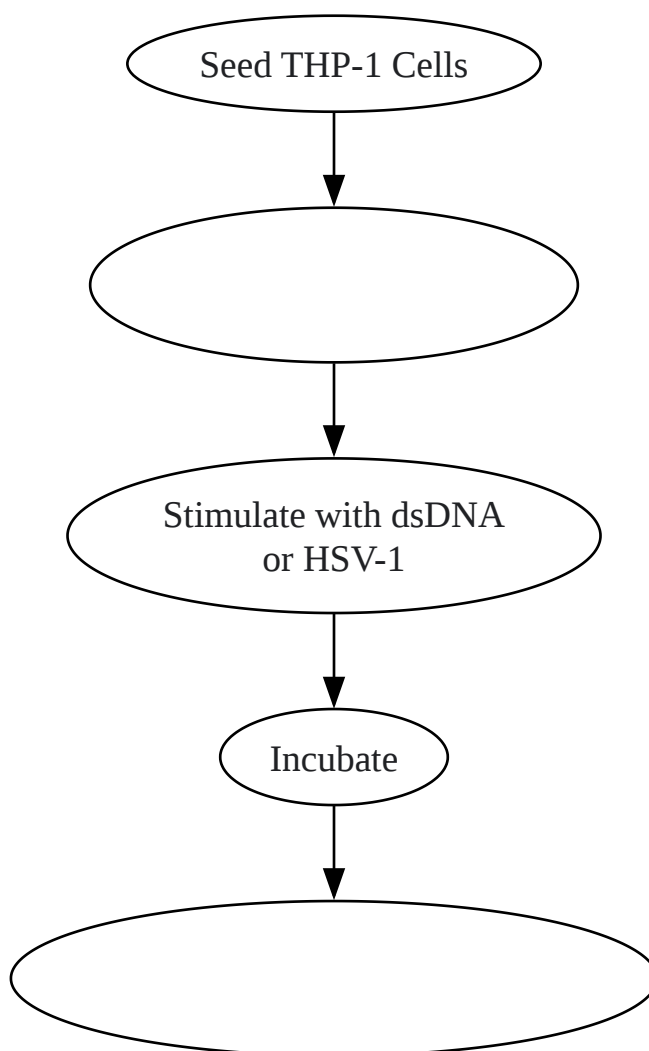 Seed THP-1 Cells
Stimulate with dsDNA
or HSV-1
Incubate